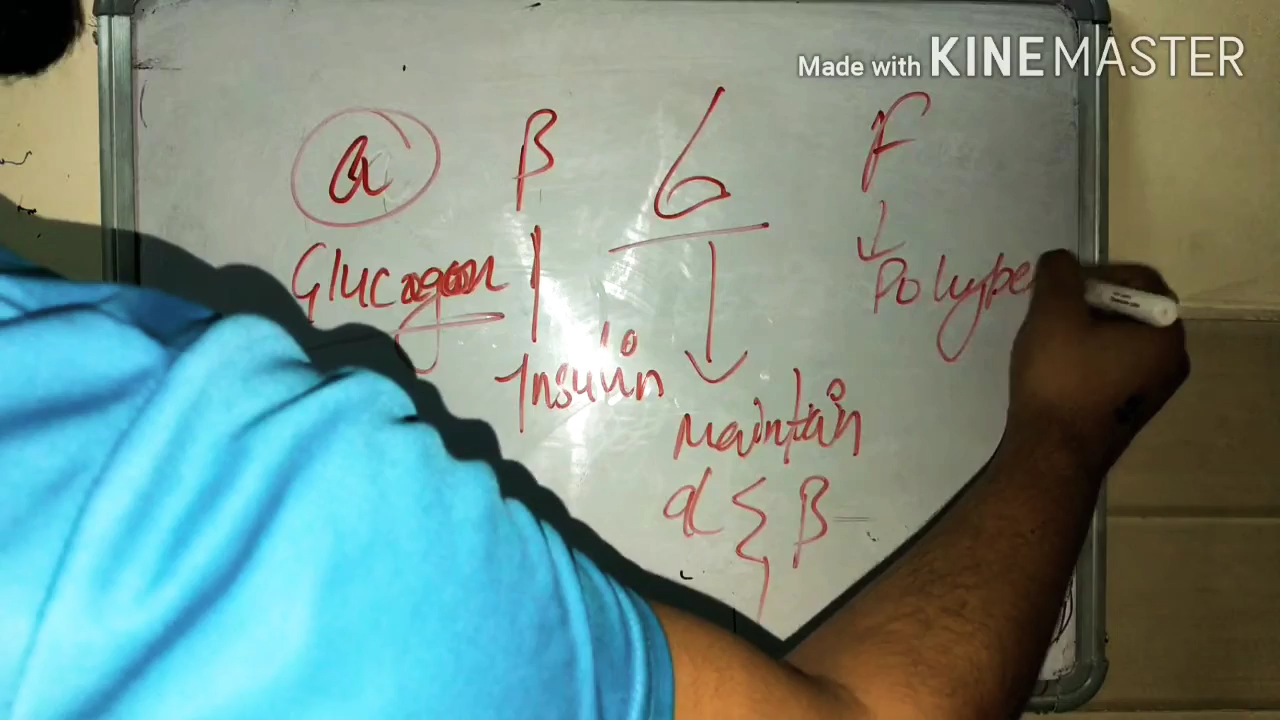 Made with KINEMASTER
α β δ F
Glucagon
Insulin
Maintain
α & β
Polype